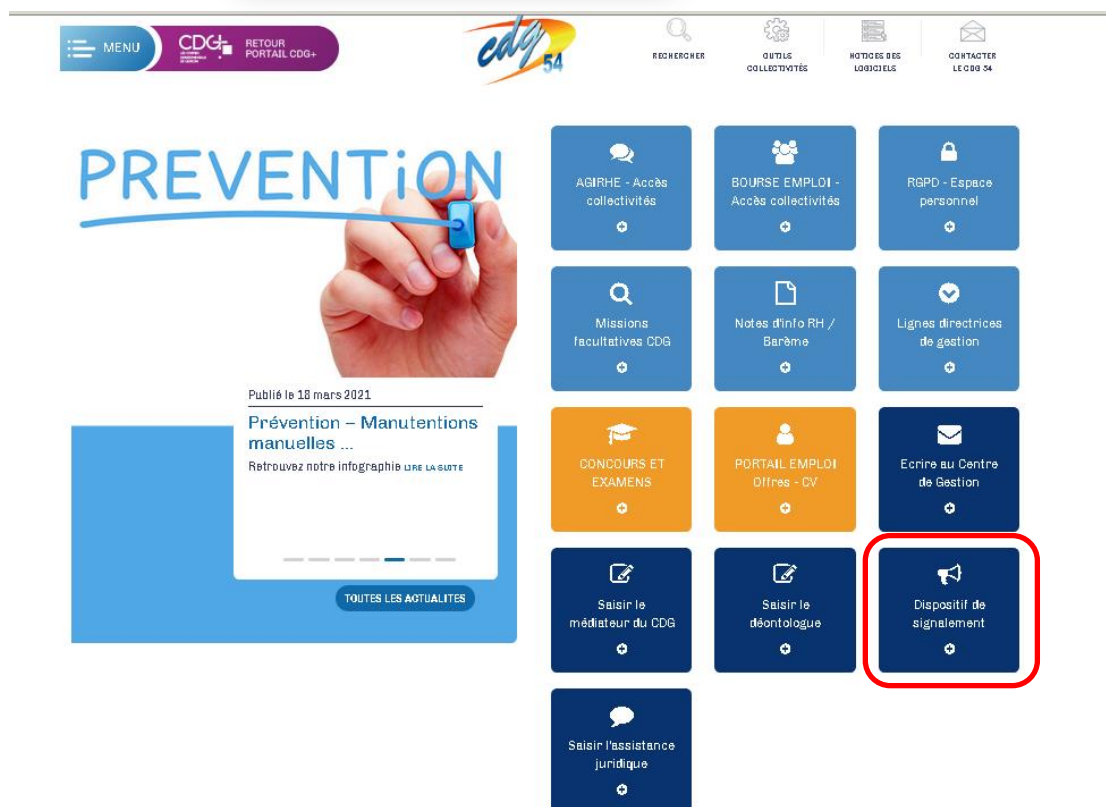 MENU
CDG+
RETOUR
PORTAIL CDG+
cdg
54
RECHERCHER
OUTILS
COLLECTIVITÉS
NOTICES DES
LOGICIELS
CONTACTER
LE CDG 54
PREVENTiON
AGIRHE - Accès
collectivités
BOURSE EMPLOI -
Accès collectivités
RGPD - Espace
personnel
Missions
facultatives CDG
Notes d'info RH /
Barème
Lignes directrices
de gestion
Publié le 18 mars 2021
Prévention – Manutentions
manuelles ...
Retrouvez notre infographie LIRE LA SUITE
TOUTES LES ACTUALITES
CONCOURS ET
EXAMENS
PORTAIL EMPLOI
Offres - CV
Ecrire au Centre
de Gestion
Saisir le
médiateur du CDG
Saisir le
déontologue
Dispositif de
signalement
Saisir l'assistance
juridique